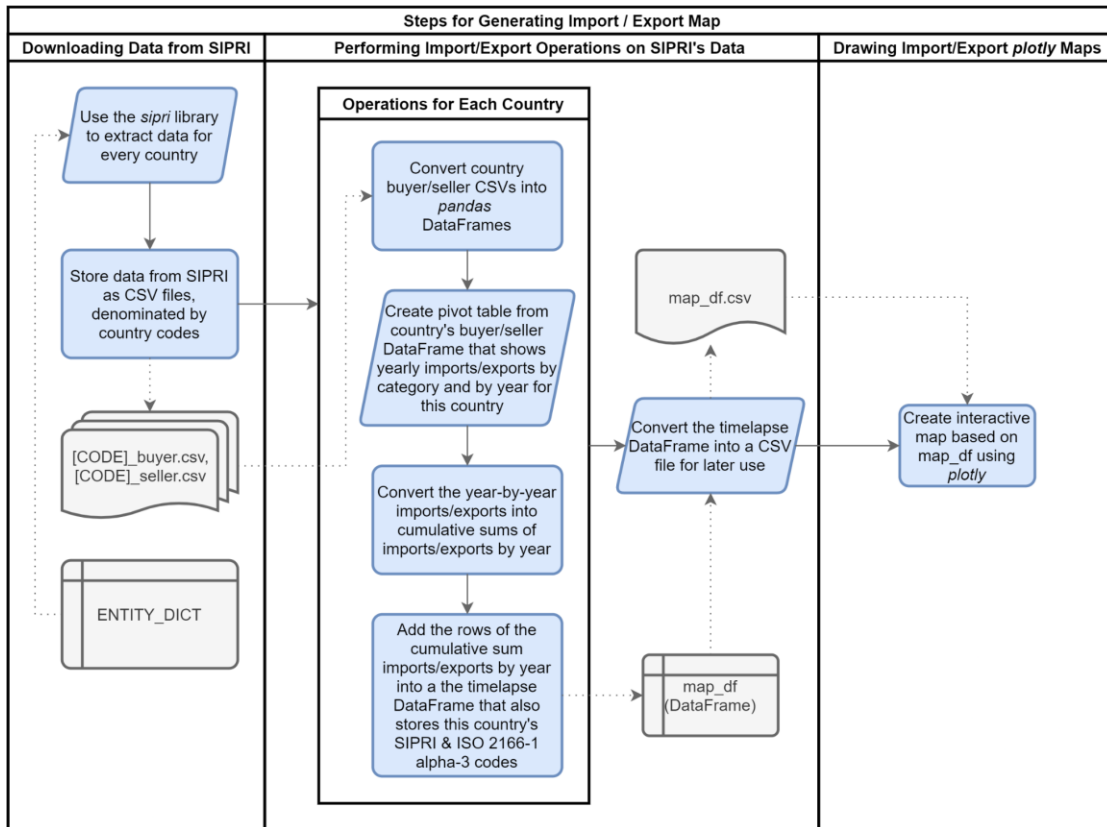 Steps for Generating Import / Export Map
Downloading Data from SIPRI
Performing Import/Export Operations on SIPRI's Data
Drawing Import/Export plotly Maps
Use the sipri library
to extract data for
every country
Store data from SIPRI
as CSV files,
denominated by
country codes
[CODE]_buyer.csv,
[CODE]_seller.csv
ENTITY_DICT
Operations for Each Country
Convert country
buyer/seller CSVs into
pandas
DataFrames
Create pivot table from
country's buyer/seller
DataFrame that shows
yearly imports/exports by
category and by year for
this country
Convert the year-by-year
imports/exports into
cumulative sums of
imports/exports by year
Add the rows of the
cumulative sum
imports/exports by year
into a the timelapse
DataFrame that also
stores this country's
SIPRI & ISO 2166-1
alpha-3 codes
map_df.csv
Convert the timelapse
DataFrame into a CSV
file for later use
map_df
(DataFrame)
Create interactive
map based on
map_df using
plotly